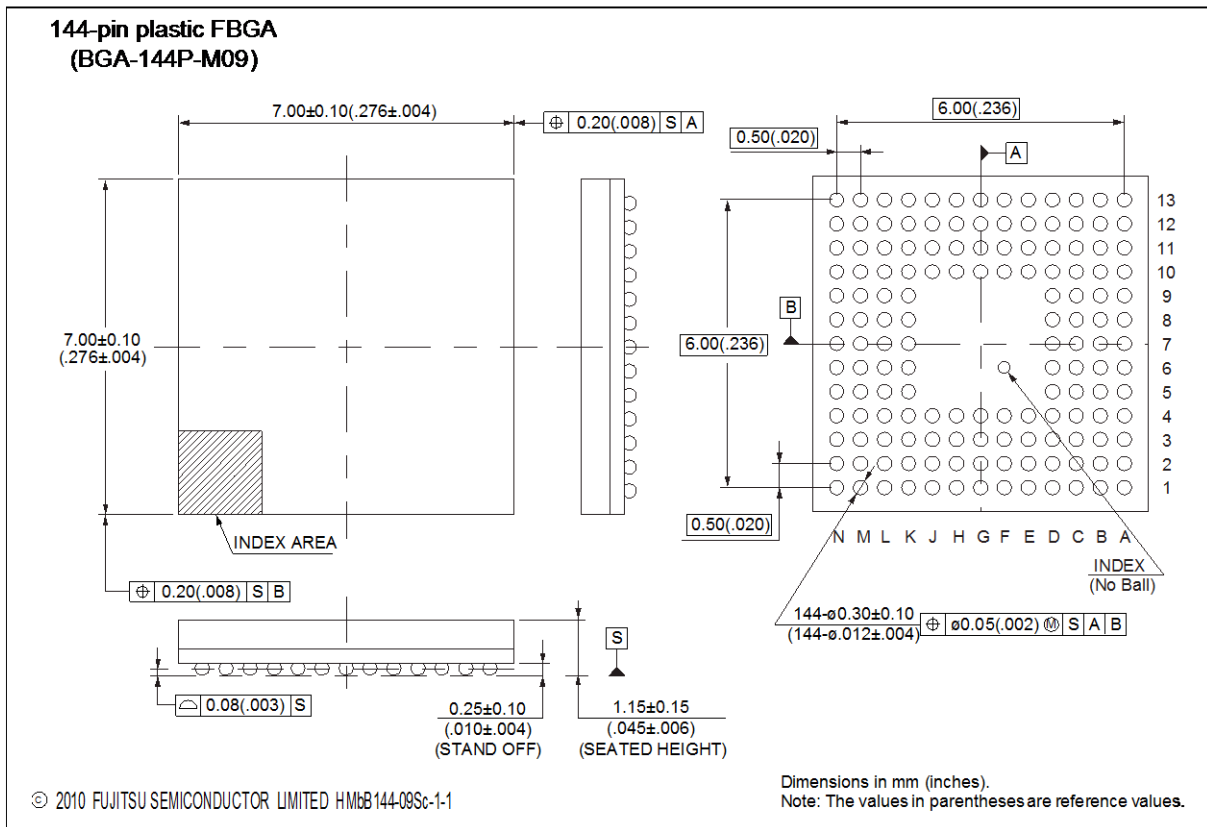 144-pin plastic FBGA
(BGA-144P-M09)
7.00±0.10(.276±.004)
⌖ 0.20(.008) S A
6.00(.236)
0.50(.020)
A
13
12
11
10
9
8
7
6
5
4
3
2
1
B
7.00±0.10
(.276±.004)
6.00(.236)
0.50(.020)
INDEX AREA
N M L K J H G F E D C B A
INDEX
(No Ball)
⌖ 0.20(.008) S B
144-ø0.30±0.10
(144-ø.012±.004)
⌖ ø0.05(.002) Ⓜ S A B
S
⌓ 0.08(.003) S
0.25±0.10
(.010±.004)
(STAND OFF)
1.15±0.15
(.045±.006)
(SEATED HEIGHT)
© 2010 FUJITSU SEMICONDUCTOR LIMITED HMbB144-09Sc-1-1
Dimensions in mm (inches).
Note: The values in parentheses are reference values.